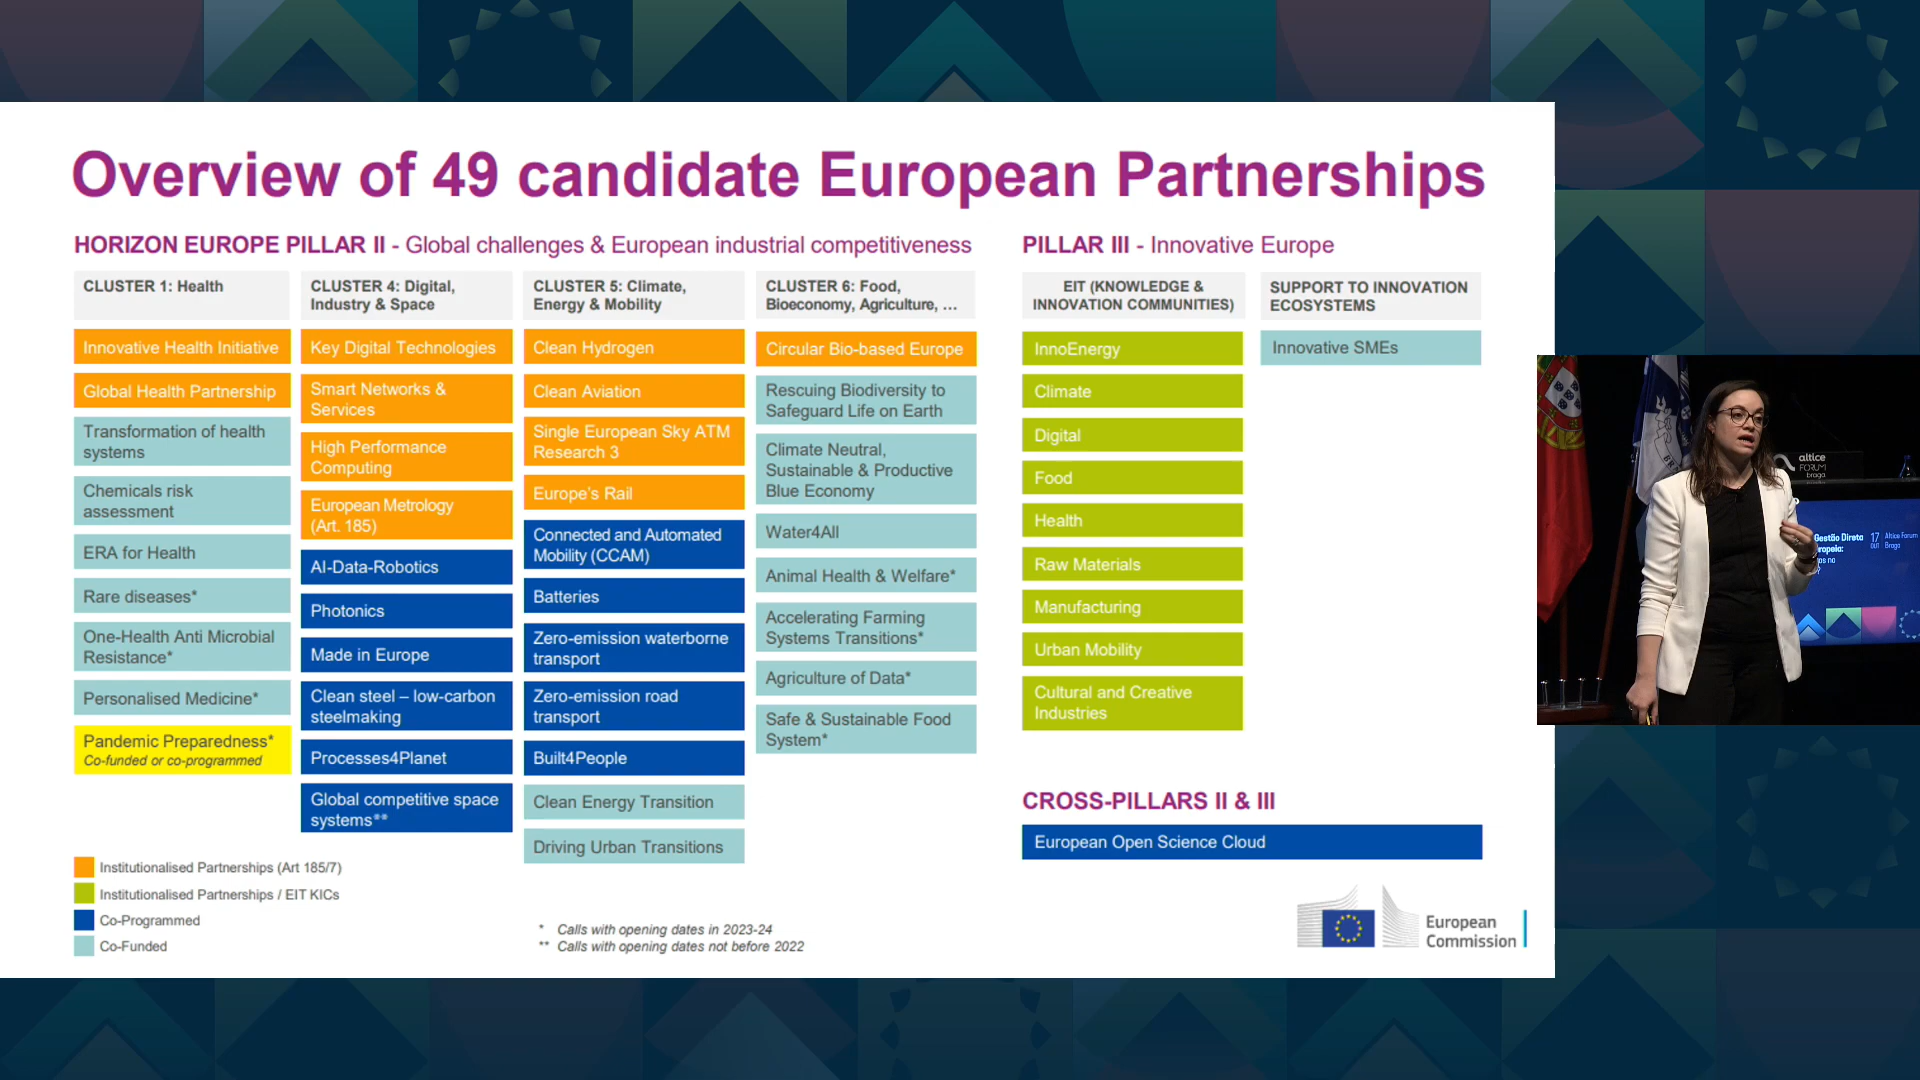 Overview of 49 candidate European Partnerships
HORIZON EUROPE PILLAR II - Global challenges & European industrial competitiveness
CLUSTER 1: Health
Innovative Health Initiative
Global Health Partnership
Transformation of health
systems
Chemicals risk
assessment
ERA for Health
Rare diseases*
One-Health Anti Microbial
Resistance*
Personalised Medicine*
Pandemic Preparedness*
Co-funded or co-programmed
CLUSTER 4: Digital,
Industry & Space
Key Digital Technologies
Smart Networks &
Services
High Performance
Computing
European Metrology
(Art. 185)
AI-Data-Robotics
Photonics
Made in Europe
Clean steel – low-carbon
steelmaking
Processes4Planet
Global competitive space
systems**
CLUSTER 5: Climate,
Energy & Mobility
Clean Hydrogen
Clean Aviation
Single European Sky ATM
Research 3
Europe's Rail
Connected and Automated
Mobility (CCAM)
Batteries
Zero-emission waterborne
transport
Zero-emission road
transport
Built4People
Clean Energy Transition
Driving Urban Transitions
CLUSTER 6: Food,
Bioeconomy, Agriculture, …
Circular Bio-based Europe
Rescuing Biodiversity to
Safeguard Life on Earth
Climate Neutral,
Sustainable & Productive
Blue Economy
Water4All
Animal Health & Welfare*
Accelerating Farming
Systems Transitions*
Agriculture of Data*
Safe & Sustainable Food
System*
PILLAR III - Innovative Europe
EIT (KNOWLEDGE &
INNOVATION COMMUNITIES)
InnoEnergy
Climate
Digital
Food
Health
Raw Materials
Manufacturing
Urban Mobility
Cultural and Creative
Industries
SUPPORT TO INNOVATION
ECOSYSTEMS
Innovative SMEs
CROSS-PILLARS II & III
European Open Science Cloud
Institutionalised Partnerships (Art 185/7)
Institutionalised Partnerships / EIT KICs
Co-Programmed
Co-Funded
* Calls with opening dates in 2023-24
** Calls with opening dates not before 2022
European
Commission
altice
FORUM
braga
Gestão Direta
17
OUT
Altice Forum
Braga